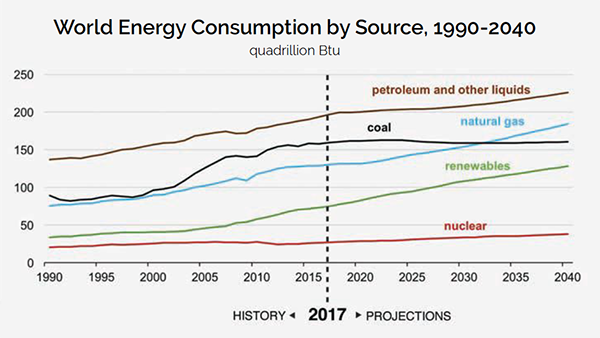 World Energy Consumption by Source, 1990-2040
quadrillion Btu
250
petroleum and other liquids
200
natural gas
coal
150
renewables
100
50
nuclear
0
1990 1995 2000 2005 2010 2015 2020 2025 2030 2035 2040
HISTORY ◄ 2017 ► PROJECTIONS